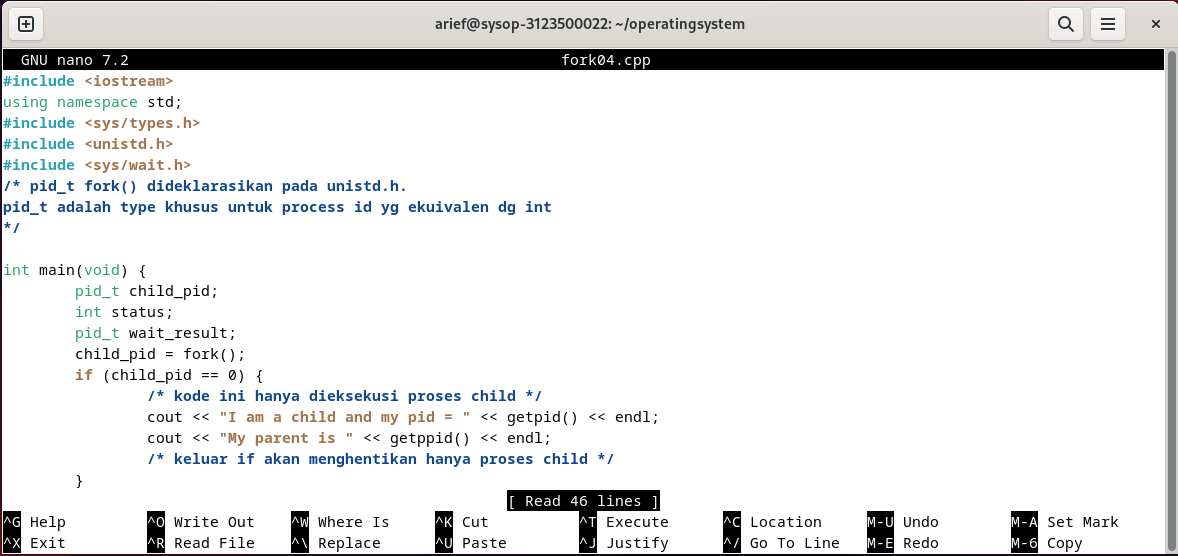 arief@sysop-3123500022: ~/operatingsystem
GNU nano 7.2 fork04.cpp
#include <iostream>
using namespace std;
#include <sys/types.h>
#include <unistd.h>
#include <sys/wait.h>
/* pid_t fork() dideklarasikan pada unistd.h.
pid_t adalah type khusus untuk process id yg ekuivalen dg int
*/
int main(void) {
        pid_t child_pid;
        int status;
        pid_t wait_result;
        child_pid = fork();
        if (child_pid == 0) {
                /* kode ini hanya dieksekusi proses child */
                cout << "I am a child and my pid = " << getpid() << endl;
                cout << "My parent is " << getppid() << endl;
                /* keluar if akan menghentikan hanya proses child */
        }
[ Read 46 lines ]
^G Help ^O Write Out ^W Where Is ^K Cut ^T Execute ^C Location M-U Undo M-A Set Mark
^X Exit ^R Read File ^\ Replace ^U Paste ^J Justify ^/ Go To Line M-E Redo M-6 Copy